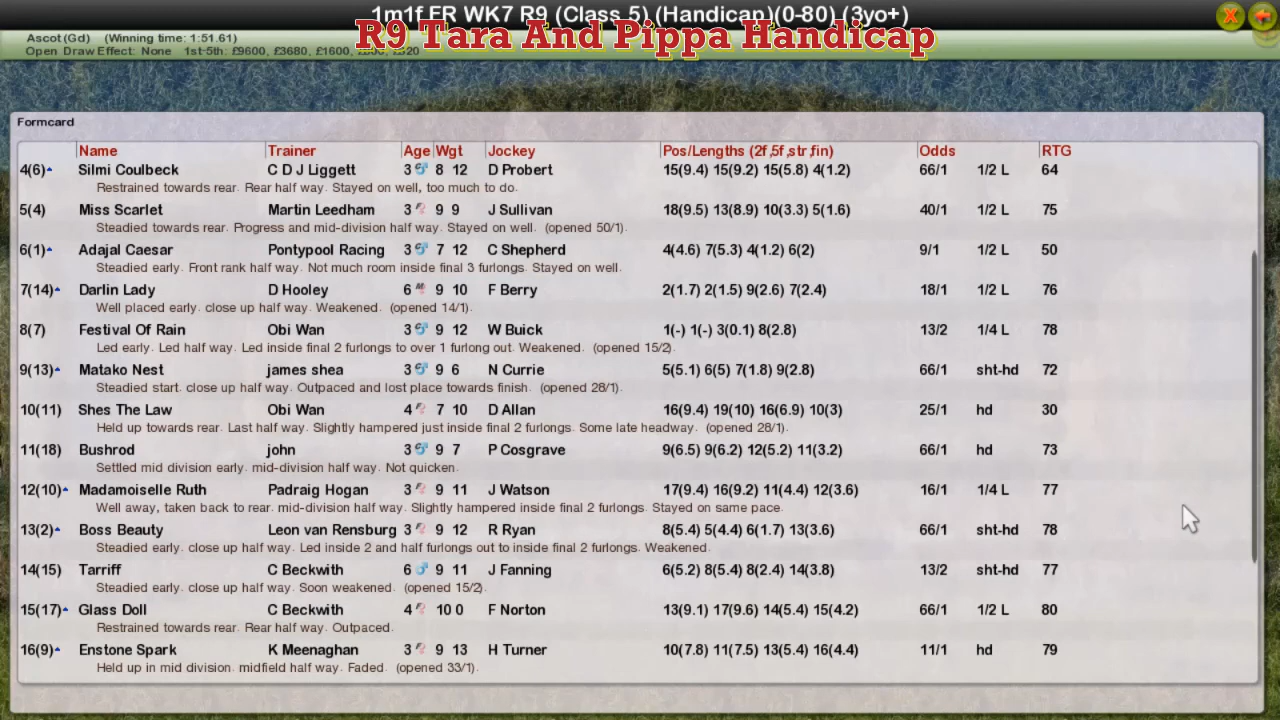 1m1f FR WK7 R9 (Class 5) (Handicap)(0-80) (3yo+)
R9 Tara And Pippa Handicap
Ascot(Gd) (Winning time: 1:51.61)
Open Draw Effect: None 1st-5th: £9600, £3680, £1600,
Formcard
Name Trainer Age Wgt Jockey Pos/Lengths (2f,5f,str,fin) Odds RTG
4(6) Silmi Coulbeck C D J Liggett 3 8 12 D Probert 15(9.4) 15(9.2) 15(5.8) 4(1.2) 66/1 1/2 L 64
Restrained towards rear. Rear half way. Stayed on well, too much to do.
5(4) Miss Scarlet Martin Leedham 3 9 9 J Sullivan 18(9.5) 13(8.9) 10(3.3) 5(1.6) 40/1 1/2 L 75
Steadied towards rear. Progress and mid-division half way. Stayed on well. (opened 50/1).
6(1) Adajal Caesar Pontypool Racing 3 7 12 C Shepherd 4(4.6) 7(5.3) 4(1.2) 6(2) 9/1 1/2 L 50
Steadied early. Front rank half way. Not much room inside final 3 furlongs. Stayed on well.
7(14) Darlin Lady D Hooley 6 9 10 F Berry 2(1.7) 2(1.5) 9(2.6) 7(2.4) 18/1 1/2 L 76
Well placed early. close up half way. Weakened. (opened 14/1).
8(7) Festival Of Rain Obi Wan 3 9 12 W Buick 1(-) 1(-) 3(0.1) 8(2.8) 13/2 1/4 L 78
Led early. Led half way. Led inside final 2 furlongs to over 1 furlong out. Weakened. (opened 15/2).
9(13) Matako Nest james shea 3 9 6 N Currie 5(5.1) 6(5) 7(1.8) 9(2.8) 66/1 sht-hd 72
Steadied start. close up half way. Outpaced and lost place towards finish. (opened 28/1).
10(11) Shes The Law Obi Wan 4 7 10 D Allan 16(9.4) 19(10) 16(6.9) 10(3) 25/1 hd 30
Held up towards rear. Last half way. Slightly hampered just inside final 2 furlongs. Some late headway. (opened 28/1).
11(18) Bushrod john 3 9 7 P Cosgrave 9(6.5) 9(6.2) 12(5.2) 11(3.2) 66/1 hd 73
Settled mid division early. mid-division half way. Not quicken.
12(10) Madamoiselle Ruth Padraig Hogan 3 9 11 J Watson 17(9.4) 16(9.2) 11(4.4) 12(3.6) 16/1 1/4 L 77
Well away, taken back to rear. mid-division half way. Slightly hampered inside final 2 furlongs. Stayed on same pace.
13(2) Boss Beauty Leon van Rensburg 3 9 12 R Ryan 8(5.4) 5(4.4) 6(1.7) 13(3.6) 66/1 sht-hd 78
Steadied early. close up half way. Led inside 2 and half furlongs out to inside final 2 furlongs. Weakened.
14(15) Tarriff C Beckwith 6 9 11 J Fanning 6(5.2) 8(5.4) 8(2.4) 14(3.8) 13/2 sht-hd 77
Steadied early. close up half way. Soon weakened. (opened 15/2).
15(17) Glass Doll C Beckwith 4 10 0 F Norton 13(9.1) 17(9.6) 14(5.4) 15(4.2) 66/1 1/2 L 80
Restrained towards rear. Rear half way. Outpaced.
16(9) Enstone Spark K Meenaghan 3 9 13 H Turner 10(7.8) 11(7.5) 13(5.4) 16(4.4) 11/1 hd 79
Held up in mid division. midfield half way. Faded. (opened 33/1).